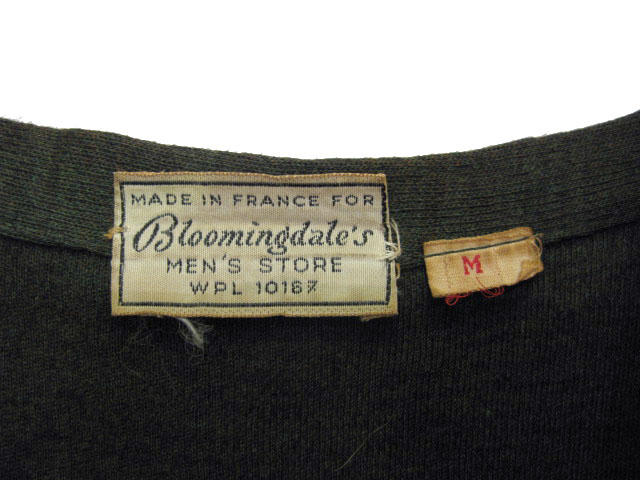 MADE IN FRANCE FOR
Bloomingdale's
MEN'S STORE
WPL 10167
M